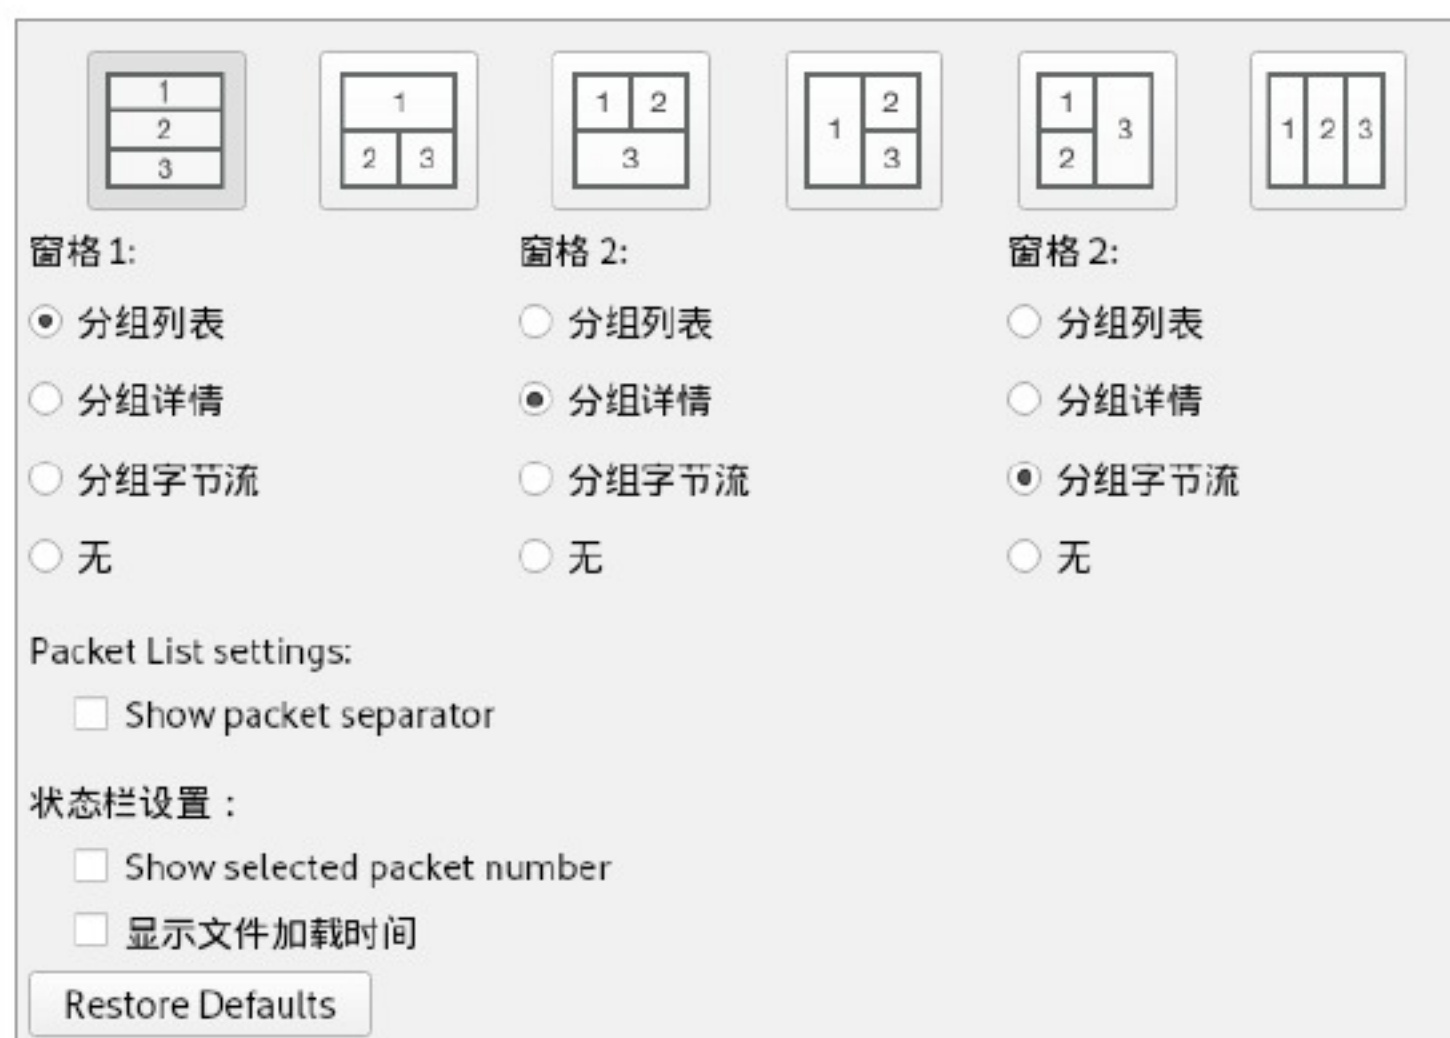 1 1 1 2 1 2 1 3 1 2 3
2 2 3 3 3 2
3
窗格 1: 窗格 2: 窗格 2:
分组列表 分组列表 分组列表
分组详情 分组详情 分组详情
分组字节流 分组字节流 分组字节流
无 无 无
Packet List settings:
Show packet separator
状态栏设置：
Show selected packet number
显示文件加载时间
Restore Defaults